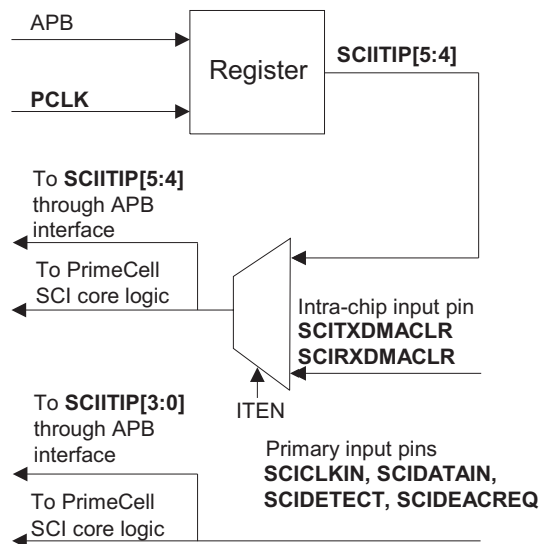 APB
Register
SCIITIP[5:4]
PCLK
To SCIITIP[5:4]
through APB
interface
To PrimeCell
SCI core logic
Intra-chip input pin
SCITXDMACLR
SCIRXDMACLR
ITEN
To SCIITIP[3:0]
through APB
interface
Primary input pins
SCICLKIN, SCIDATAIN,
SCIDETECT, SCIDEACREQ
To PrimeCell
SCI core logic